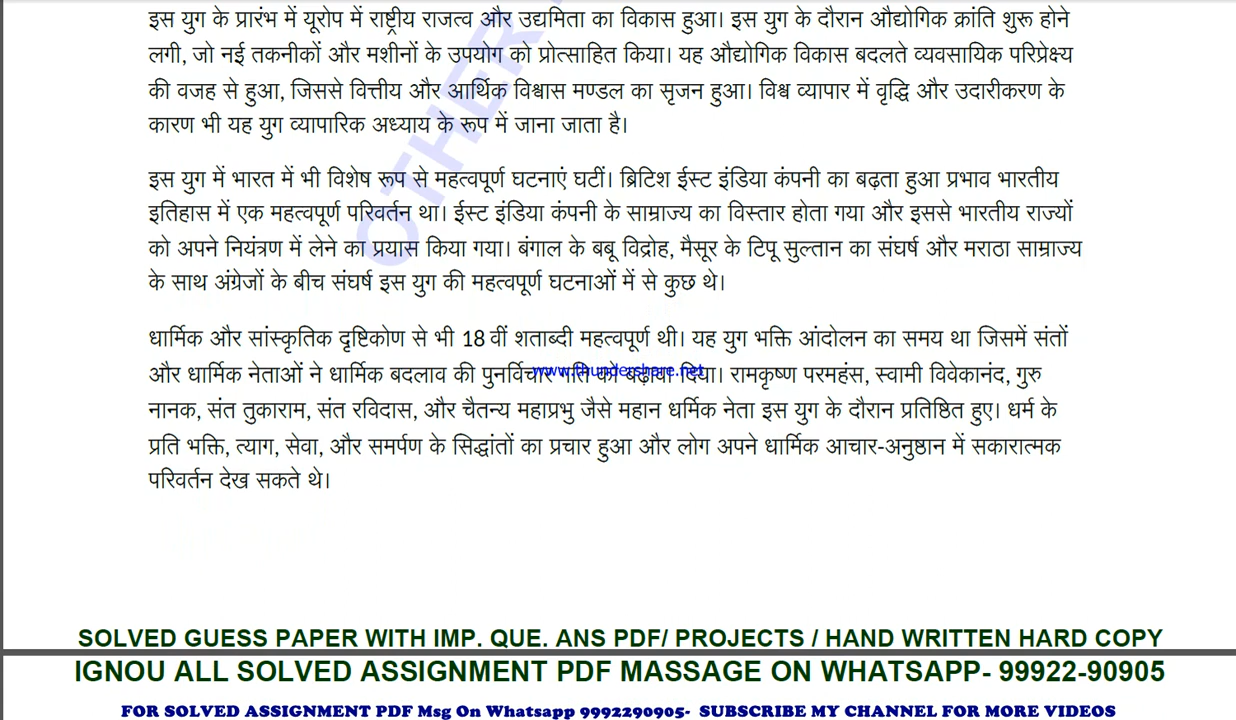 इस युग के प्रारंभ में यूरोप में राष्ट्रीय राजत्व और उद्यमिता का विकास हुआ। इस युग के दौरान औद्योगिक क्रांति शुरू होने
लगी, जो नई तकनीकों और मशीनों के उपयोग को प्रोत्साहित किया। यह औद्योगिक विकास बदलते व्यवसायिक परिप्रेक्ष्य
की वजह से हुआ, जिससे वित्तीय और आर्थिक विश्वास मण्डल का सृजन हुआ। विश्व व्यापार में वृद्धि और उदारीकरण के
कारण भी यह युग व्यापारिक अध्याय के रूप में जाना जाता है।
OTHER
इस युग में भारत में भी विशेष रूप से महत्वपूर्ण घटनाएं घटीं। ब्रिटिश ईस्ट इंडिया कंपनी का बढ़ता हुआ प्रभाव भारतीय
इतिहास में एक महत्वपूर्ण परिवर्तन था। ईस्ट इंडिया कंपनी के साम्राज्य का विस्तार होता गया और इससे भारतीय राज्यों
को अपने नियंत्रण में लेने का प्रयास किया गया। बंगाल के बबू विद्रोह, मैसूर के टिपू सुल्तान का संघर्ष और मराठा साम्राज्य
के साथ अंग्रेजों के बीच संघर्ष इस युग की महत्वपूर्ण घटनाओं में से कुछ थे।
धार्मिक और सांस्कृतिक दृष्टिकोण से भी 18 वीं शताब्दी महत्वपूर्ण थी। यह युग भक्ति आंदोलन का समय था जिसमें संतों
और धार्मिक नेताओं ने धार्मिक बदलाव की पुनर्विचार गति को बढ़ावा दिया। रामकृष्ण परमहंस, स्वामी विवेकानंद, गुरु
www.thundershare.net
नानक, संत तुकाराम, संत रविदास, और चैतन्य महाप्रभु जैसे महान धर्मिक नेता इस युग के दौरान प्रतिष्ठित हुए। धर्म के
प्रति भक्ति, त्याग, सेवा, और समर्पण के सिद्धांतों का प्रचार हुआ और लोग अपने धार्मिक आचार-अनुष्ठान में सकारात्मक
परिवर्तन देख सकते थे।
SOLVED GUESS PAPER WITH IMP. QUE. ANS PDF/ PROJECTS / HAND WRITTEN HARD COPY
IGNOU ALL SOLVED ASSIGNMENT PDF MASSAGE ON WHATSAPP- 99922-90905
FOR SOLVED ASSIGNMENT PDF Msg On Whatsapp 9992290905- SUBSCRIBE MY CHANNEL FOR MORE VIDEOS